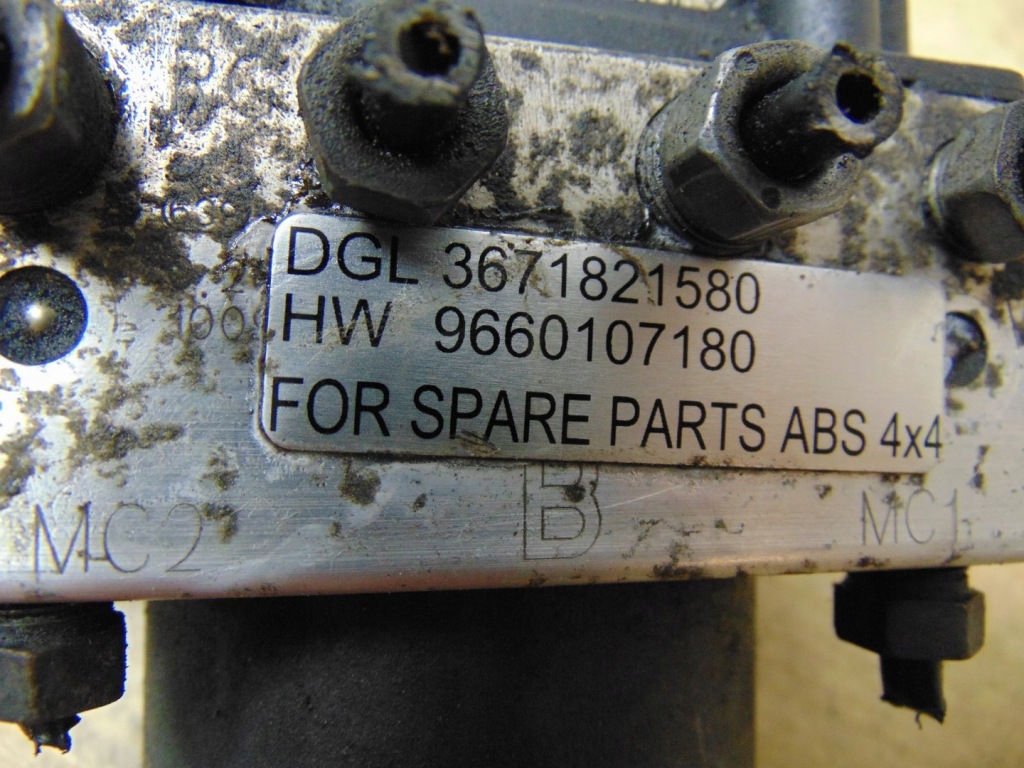 DGL 3671821580
HW 9660107180
FOR SPARE PARTS ABS 4x4
B
MC2
MC1